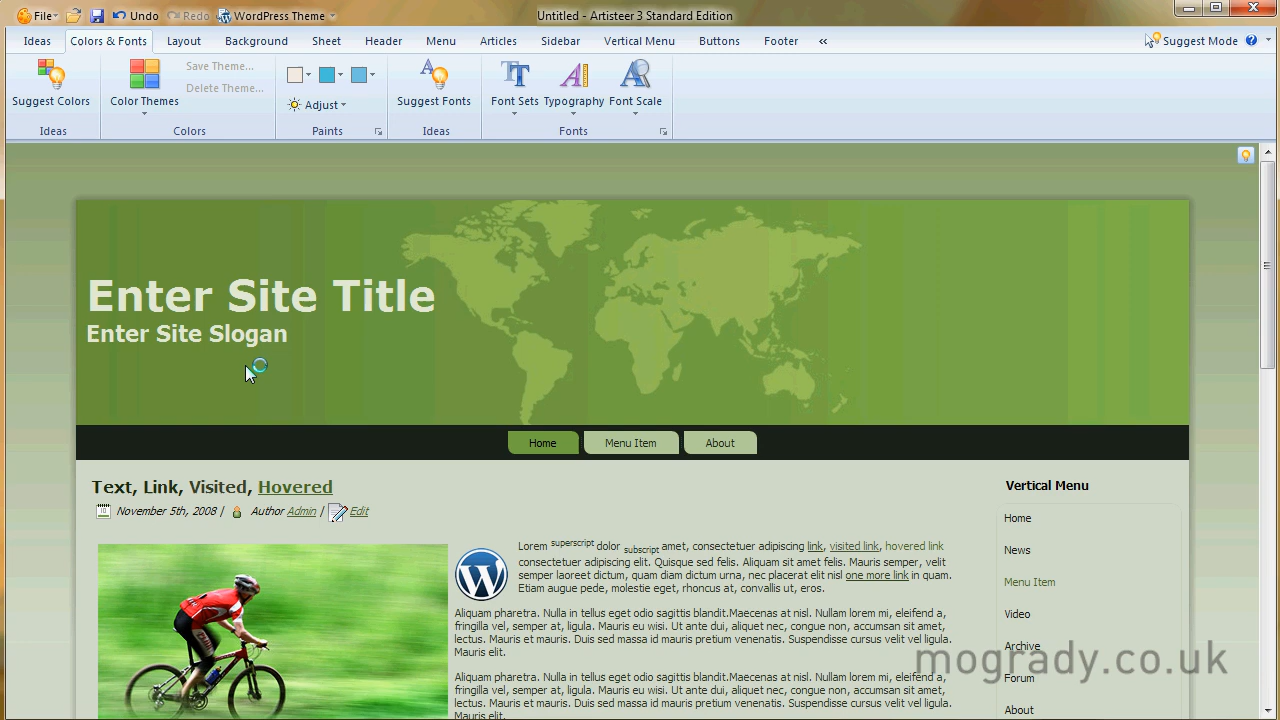 File Undo Redo WordPress Theme Untitled - Artisteer 3 Standard Edition
Ideas Colors & Fonts Layout Background Sheet Header Menu Articles Sidebar Vertical Menu Buttons Footer « Suggest Mode
Suggest Colors Color Themes Save Theme... Delete Theme... Adjust Suggest Fonts Font Sets Typography Font Scale
Ideas Colors Paints Ideas Fonts
Enter Site Title
Enter Site Slogan
Home Menu Item About
Text, Link, Visited, Hovered
November 5th, 2008 | Author Admin | Edit
Lorem superscript dolor subscript amet, consectetuer adipiscing link, visited link, hovered link
consectetuer adipiscing elit. Quisque sed felis. Aliquam sit amet felis. Mauris semper, velit
semper laoreet dictum, quam diam dictum urna, nec placerat elit nisl one more link in quam.
Etiam augue pede, molestie eget, rhoncus at, convallis ut, eros.
Aliquam pharetra. Nulla in tellus eget odio sagittis blandit.Maecenas at nisl. Nullam lorem mi, eleifend a,
fringilla vel, semper at, ligula. Mauris eu wisi. Ut ante dui, aliquet nec, congue non, accumsan sit amet,
lectus. Mauris et mauris. Duis sed massa id mauris pretium venenatis. Suspendisse cursus velit vel ligula.
Mauris elit.
Aliquam pharetra. Nulla in tellus eget odio sagittis blandit.Maecenas at nisl. Nullam lorem mi, eleifend a,
fringilla vel, semper at, ligula. Mauris eu wisi. Ut ante dui, aliquet nec, congue non, accumsan sit amet,
lectus. Mauris et mauris. Duis sed massa id mauris pretium venenatis. Suspendisse cursus velit vel ligula.
Mauris elit.
Vertical Menu
Home
News
Menu Item
Video
Archive
Forum
About
mogrady.co.uk